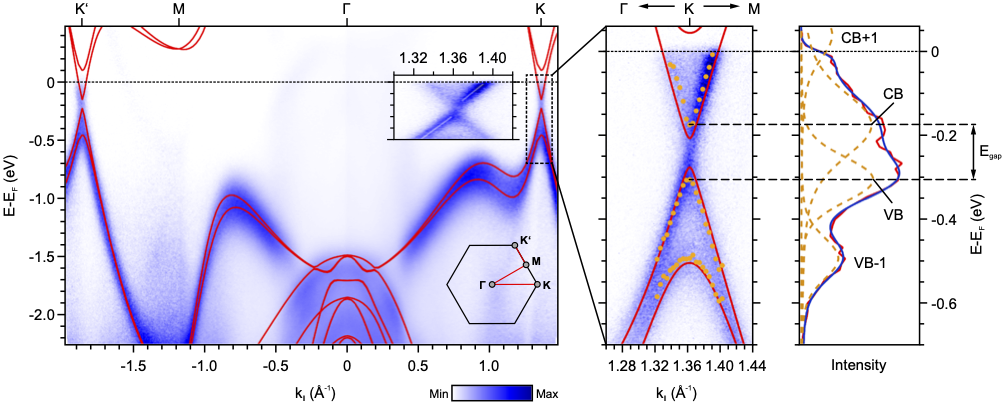 K‘ M Γ K
1.32 1.36 1.40
0
-0.5
-1.0
-1.5
-2.0
E-E_F (eV)
K‘
M
Γ K
-1.5 -1.0 -0.5 0.0 0.5 1.0
k_∥ (Å⁻¹)
Min Max
Γ K M
1.28 1.32 1.36 1.40 1.44
k_∥ (Å⁻¹)
CB+1
CB
VB
VB-1
0
-0.2
-0.4
-0.6
E_gap
E-E_F (eV)
Intensity